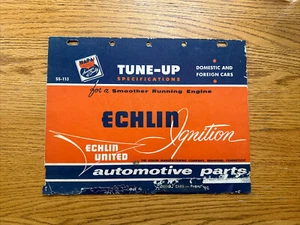 NAPA
SS-113
TUNE-UP
SPECIFICATIONS
DOMESTIC AND
FOREIGN CARS
for a Smoother Running Engine
ECHLIN
Ignition
ECHLIN
UNITED
automotive parts